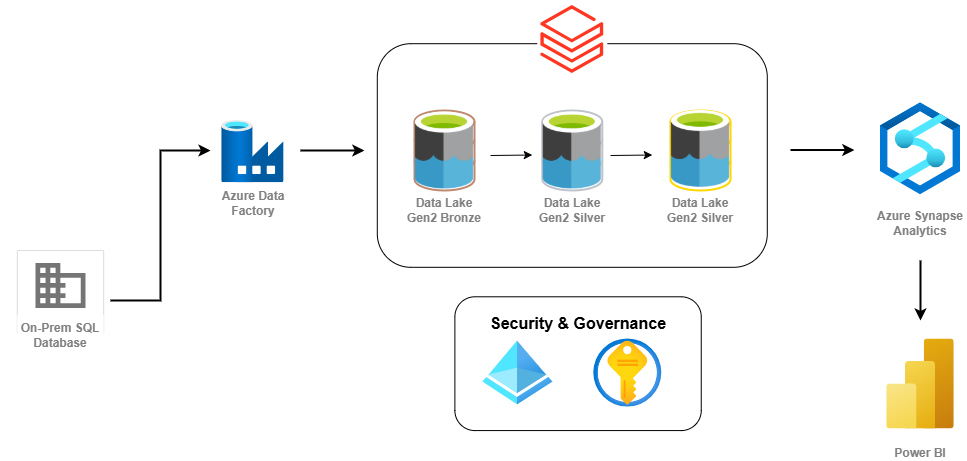 Azure Data
Factory
Data Lake
Gen2 Bronze
Data Lake
Gen2 Silver
Data Lake
Gen2 Silver
Azure Synapse
Analytics
On-Prem SQL
Database
Security & Governance
Power BI